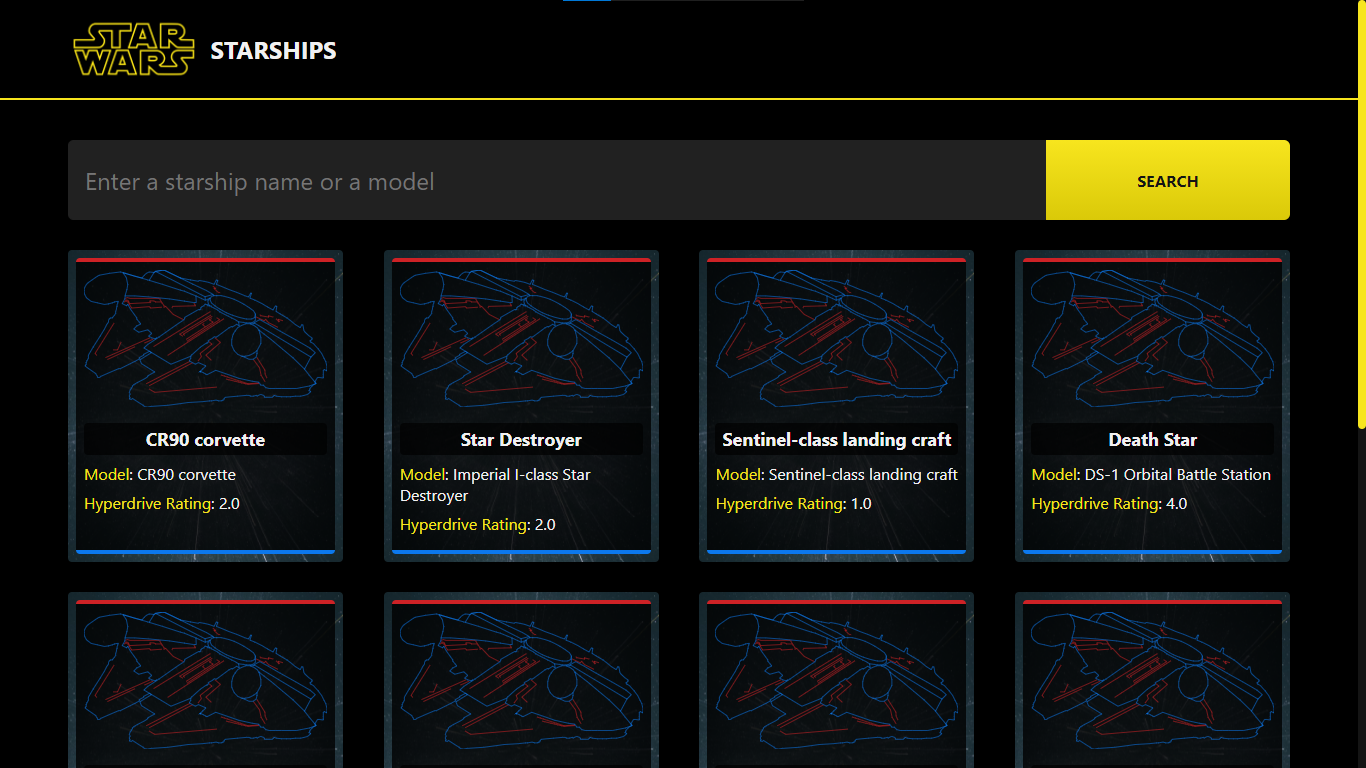 STAR
WARS
STARSHIPS
Enter a starship name or a model
SEARCH
CR90 corvette
Model: CR90 corvette
Hyperdrive Rating: 2.0
Star Destroyer
Model: Imperial I-class Star
Destroyer
Hyperdrive Rating: 2.0
Sentinel-class landing craft
Model: Sentinel-class landing craft
Hyperdrive Rating: 1.0
Death Star
Model: DS-1 Orbital Battle Station
Hyperdrive Rating: 4.0